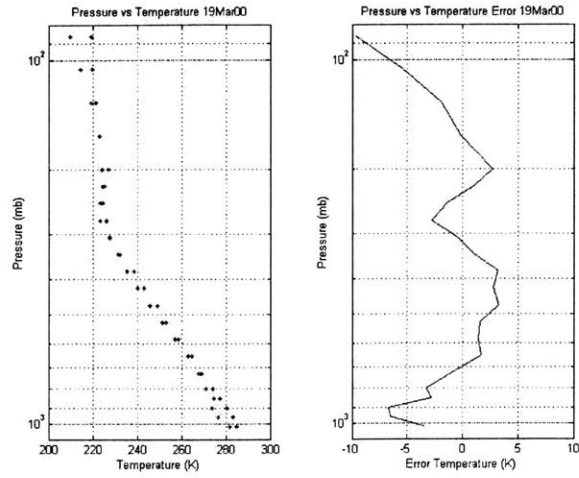 Pressure vs Temperature 19Mar00
10²
10³
Pressure (mb)
200 220 240 260 280 300
Temperature (K)
Pressure vs Temperature Error 19Mar00
10²
10³
Pressure (mb)
-10 -5 0 5 10
Error Temperature (K)